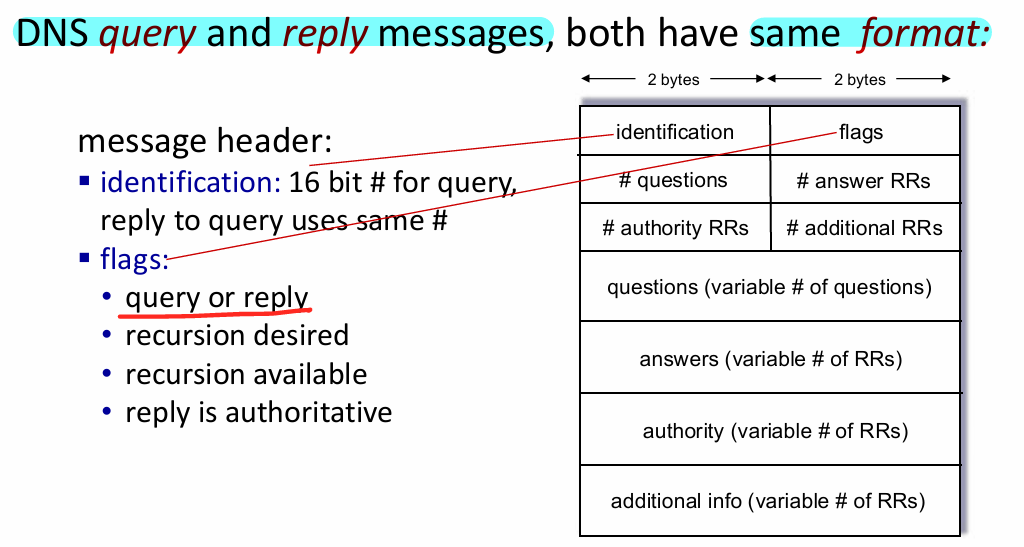 DNS query and reply messages, both have same format:
message header:
identification: 16 bit # for query,
reply to query uses same #
flags:
query or reply
recursion desired
recursion available
reply is authoritative
2 bytes 2 bytes
identification flags
# questions # answer RRs
# authority RRs # additional RRs
questions (variable # of questions)
answers (variable # of RRs)
authority (variable # of RRs)
additional info (variable # of RRs)